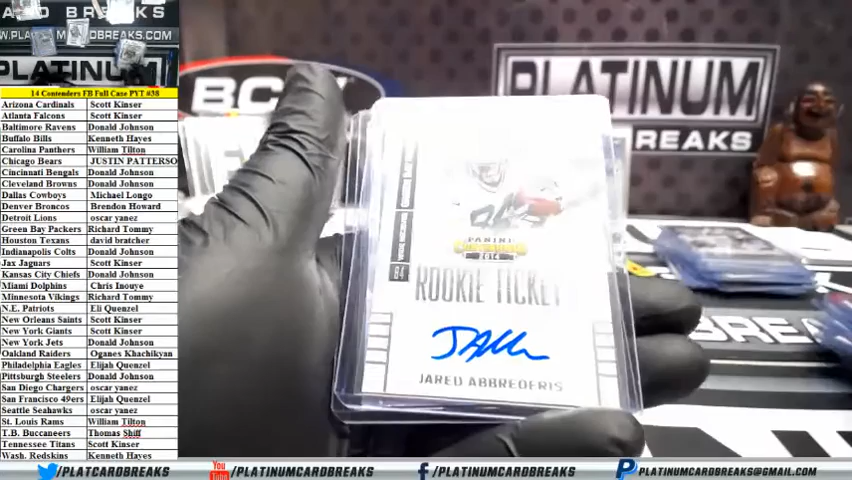 W.PLA BREAKS.COM
PLATINU
14 Contenders FB Full Case PYT #38
Arizona Cardinals Scott Kinser
Atlanta Falcons Scott Kinser
Baltimore Ravens Donald Johnson
Buffalo Bills Kenneth Hayes
Carolina Panthers William Tilton
Chicago Bears JUSTIN PATTERSO
Cincinnati Bengals Donald Johnson
Cleveland Browns Donald Johnson
Dallas Cowboys Michael Longo
Denver Broncos Brendon Howard
Detroit Lions oscar yanez
Green Bay Packers Richard Tommy
Houston Texans david bratcher
Indianapolis Colts Donald Johnson
Jax Jagnars Scott Kinser
Kansas City Chiefs Donald Johnson
Miami Dolphins Chris Inouye
Minnesota Vikings Richard Tommy
N.E. Patriots Eli Quenzel
New Orleans Saints Scott Kinser
New York Giants Scott Kinser
New York Jets Donald Johnson
Oakland Raiders Oganes Khachikyan
Philadelphia Eagles Elijah Quenzel
Pittsburgh Steelers Donald Johnson
San Diego Chargers oscar yanez
San Francisco 49ers Elijah Quenzel
Seattle Seahawks oscar yanez
St. Louis Rams William Tilton
T.B. Buccaneers Thomas Shiff
Tennessee Titans Scott Kinser
Wash. Redskins Kenneth Hayes
BC
PLATINUM
BREAKS
PANINI
2014
ROOKIE TICKET
JARED ABBREDERIS
BREA
/PLATCARDBREAKS
You Tube
/PLATINUMCARDBREAKS
/PLATINUMCARDBREAKS
PLATINUMCARDBREAKS@GMAIL.COM